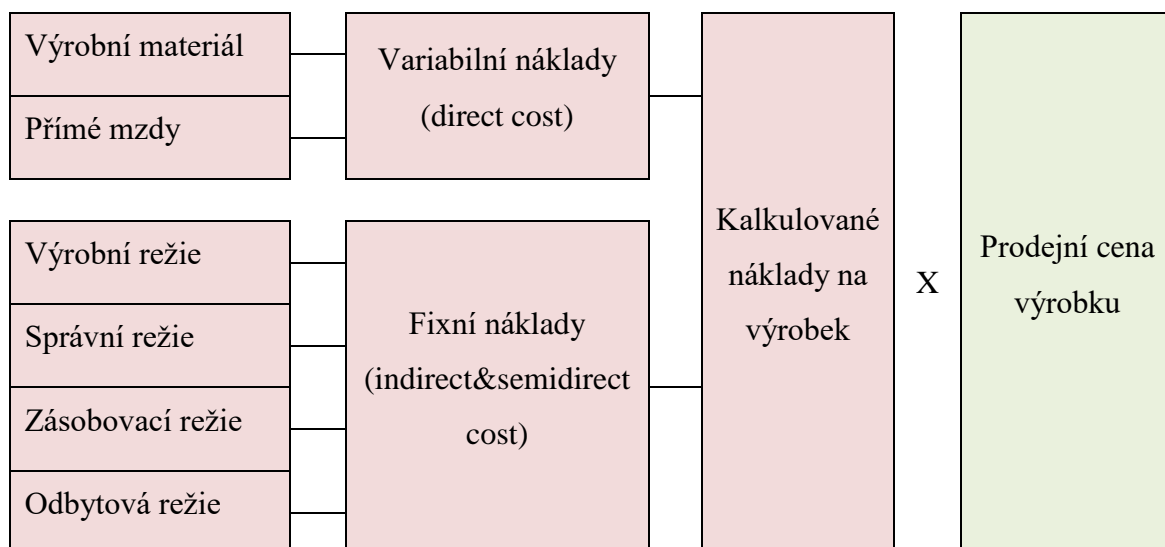 Výrobní materiál
Přímé mzdy
Variabilní náklady
(direct cost)
Výrobní režie
Správní režie
Zásobovací režie
Odbytová režie
Fixní náklady
(indirect&semidirect
cost)
Kalkulované
náklady na
výrobek
X
Prodejní cena
výrobku